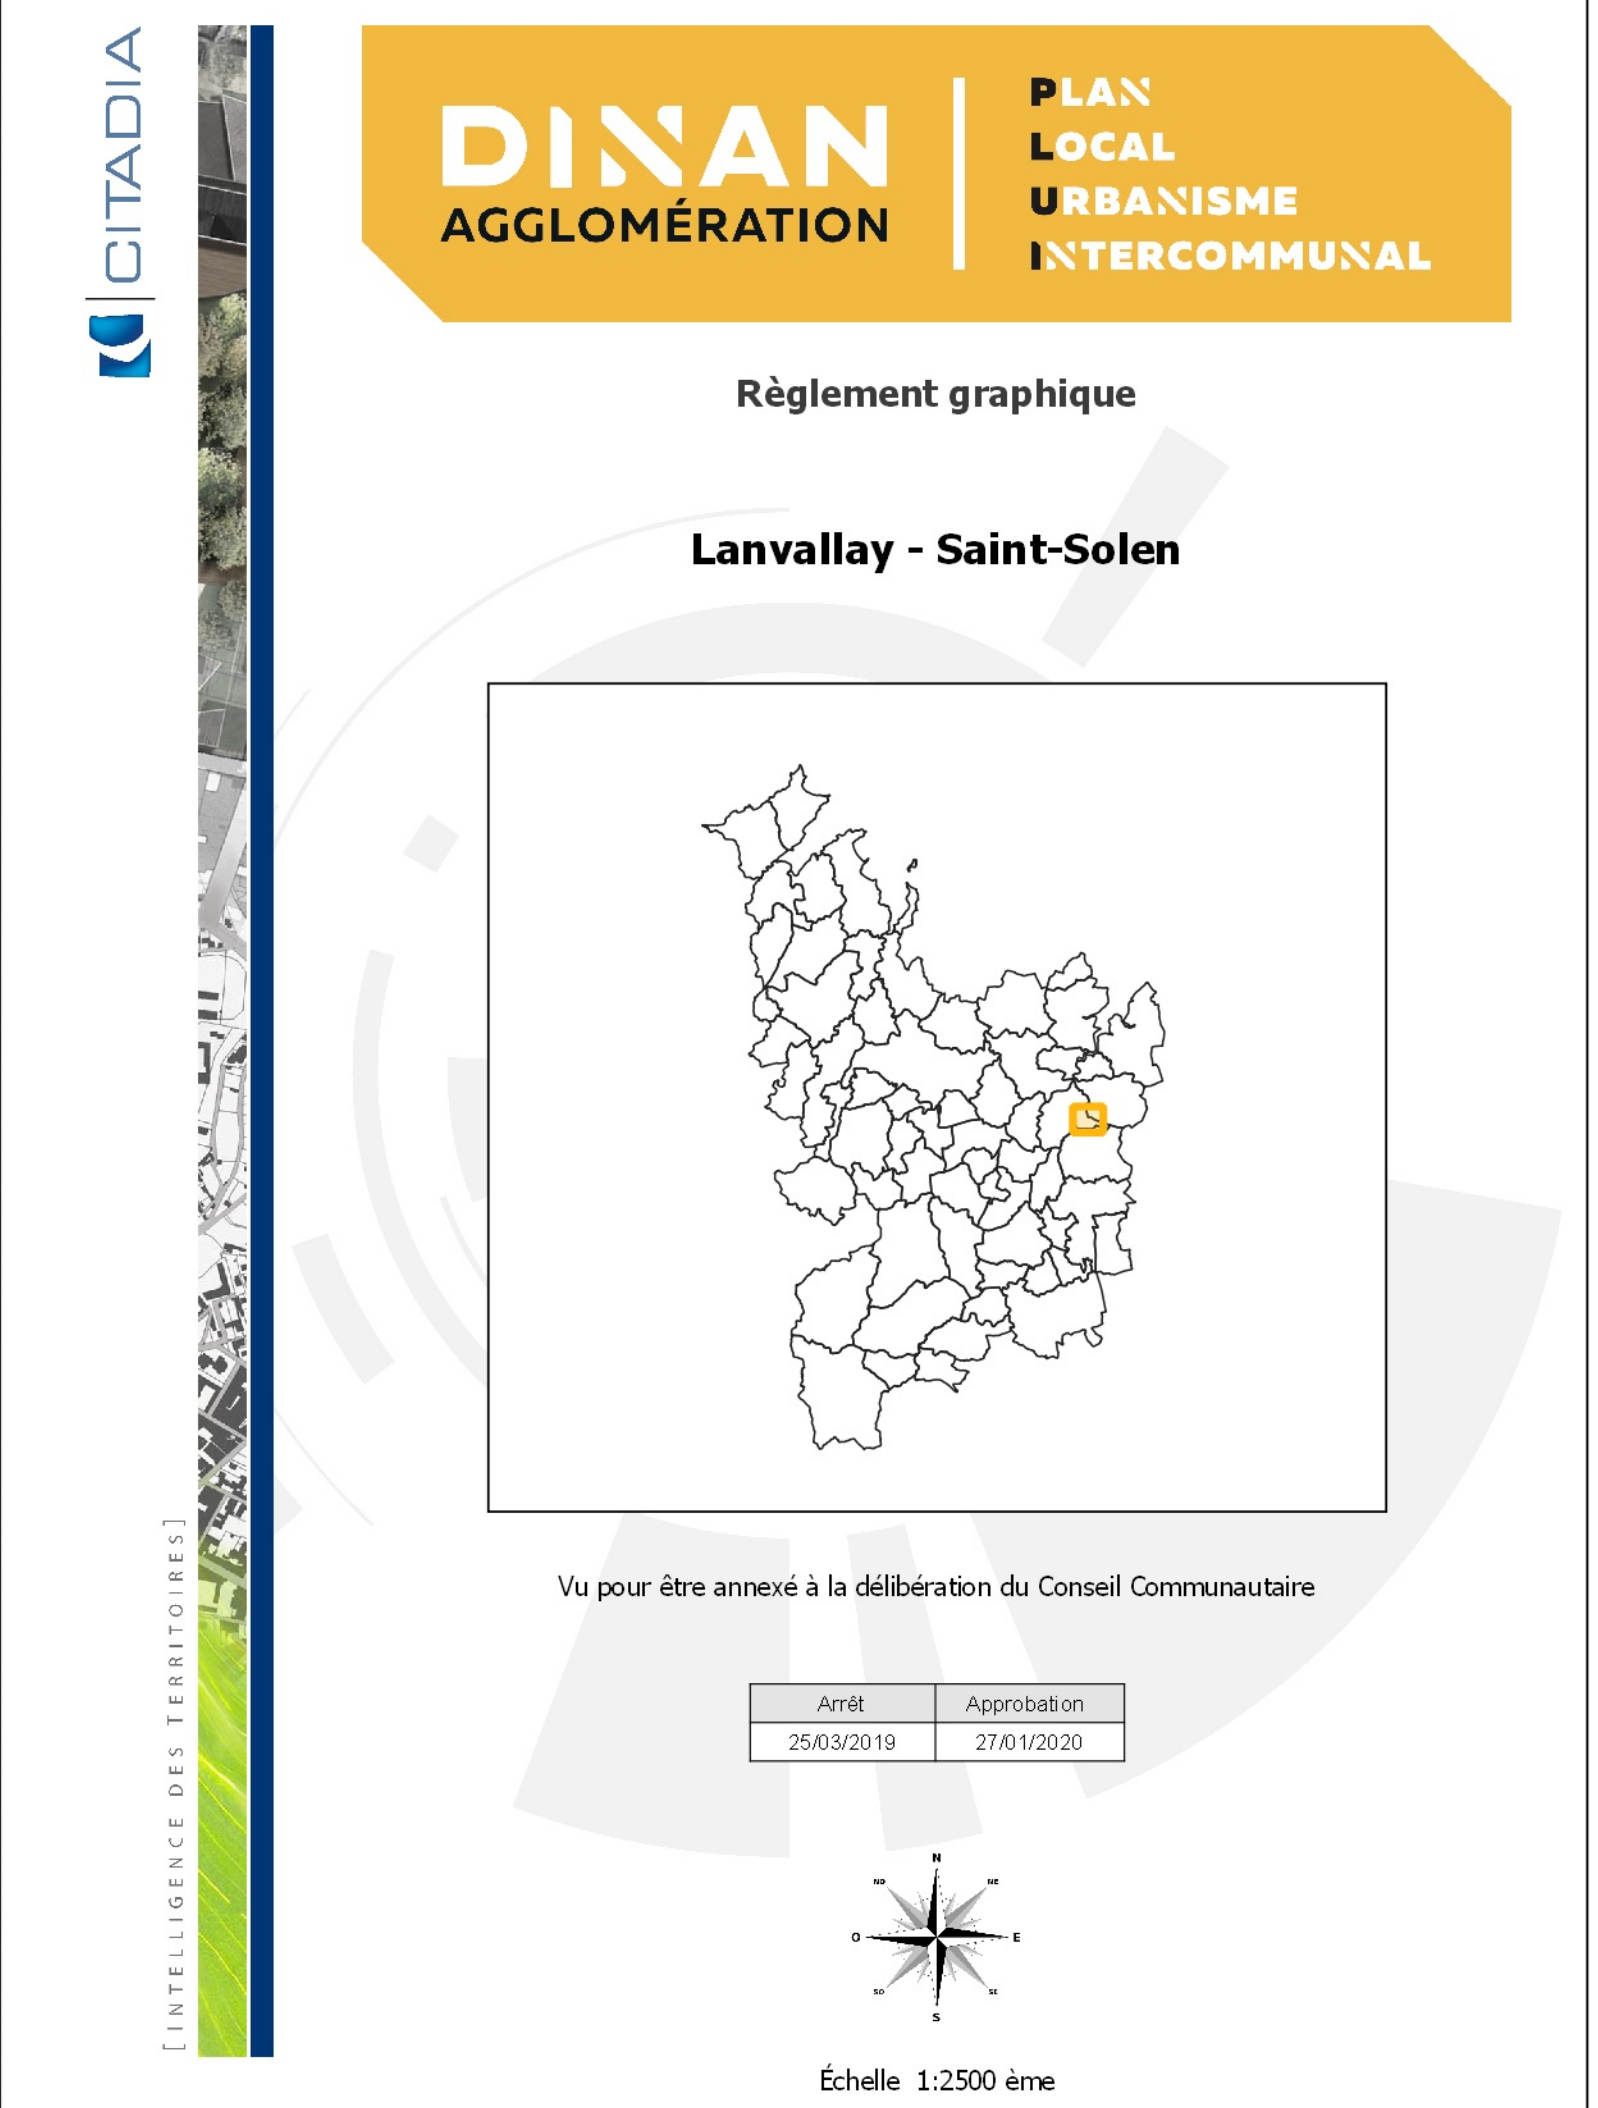 CITADIA
DINAN
AGGLOMÉRATION
PLAN
LOCAL
URBANISME
INTERCOMMUNAL
Règlement graphique
Lanvallay - Saint-Solen
Vu pour être annexé à la délibération du Conseil Communautaire
Arrêt Approbation
25/03/2019 27/01/2020
[INTELLIGENCE DES TERRITOIRES]
N
NO NE
O E
SO SE
S
Échelle 1:2500 ème